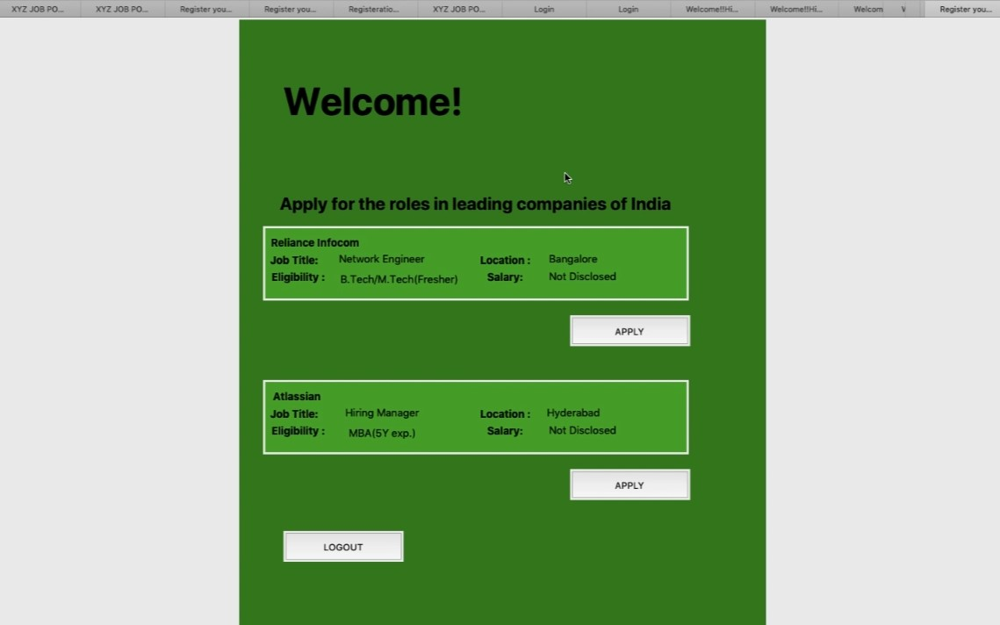 XYZ JOB PO... XYZ JOB PO... Register you... Register you... Registeratio... XYZ JOB PO... Login Login Welcome!!Hi... Welcome!!Hi... Welcom Register you...
Welcome!
Apply for the roles in leading companies of India
Reliance Infocom
Job Title: Network Engineer Location : Bangalore
Eligibility : B.Tech/M.Tech(Fresher) Salary: Not Disclosed
APPLY
Atlassian
Job Title: Hiring Manager Location : Hyderabad
Eligibility : MBA(5Y exp.) Salary: Not Disclosed
APPLY
LOGOUT